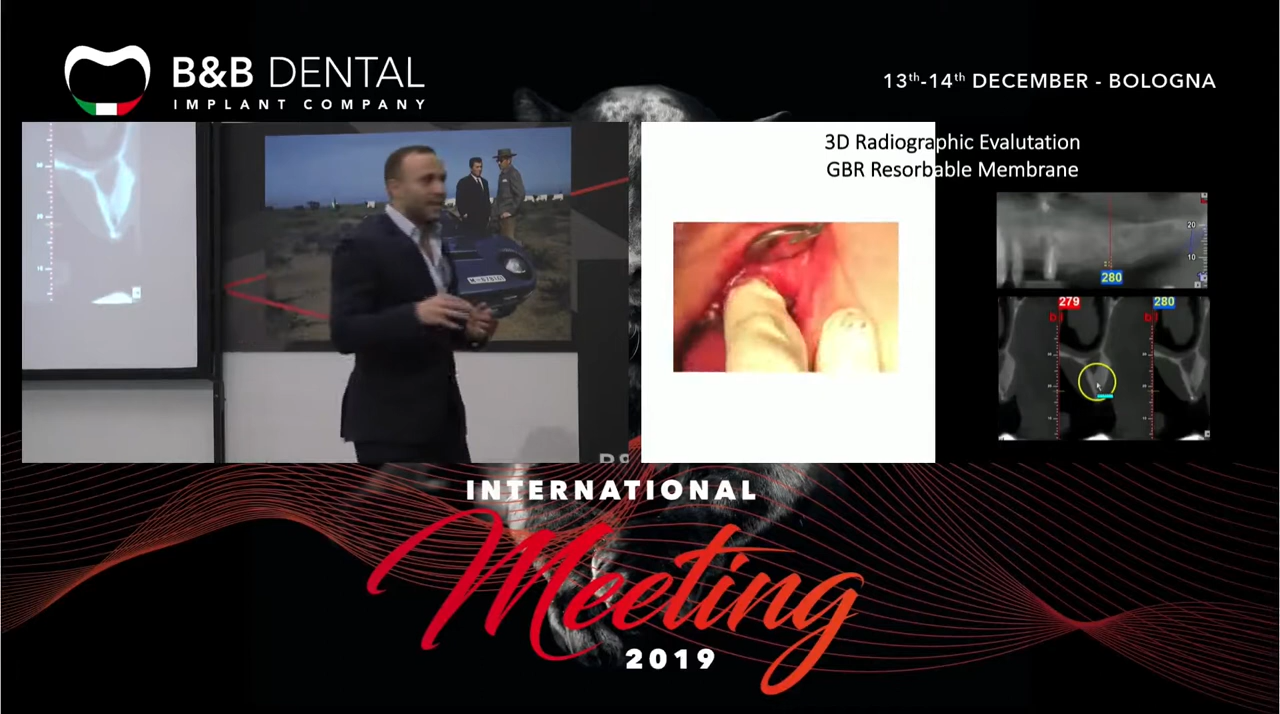 B&B DENTAL
IMPLANT COMPANY
13th-14th DECEMBER - BOLOGNA
3D Radiographic Evalutation
GBR Resorbable Membrane
20
10
280
279
280
b l
b l
INTERNATIONAL
Meeting
2019